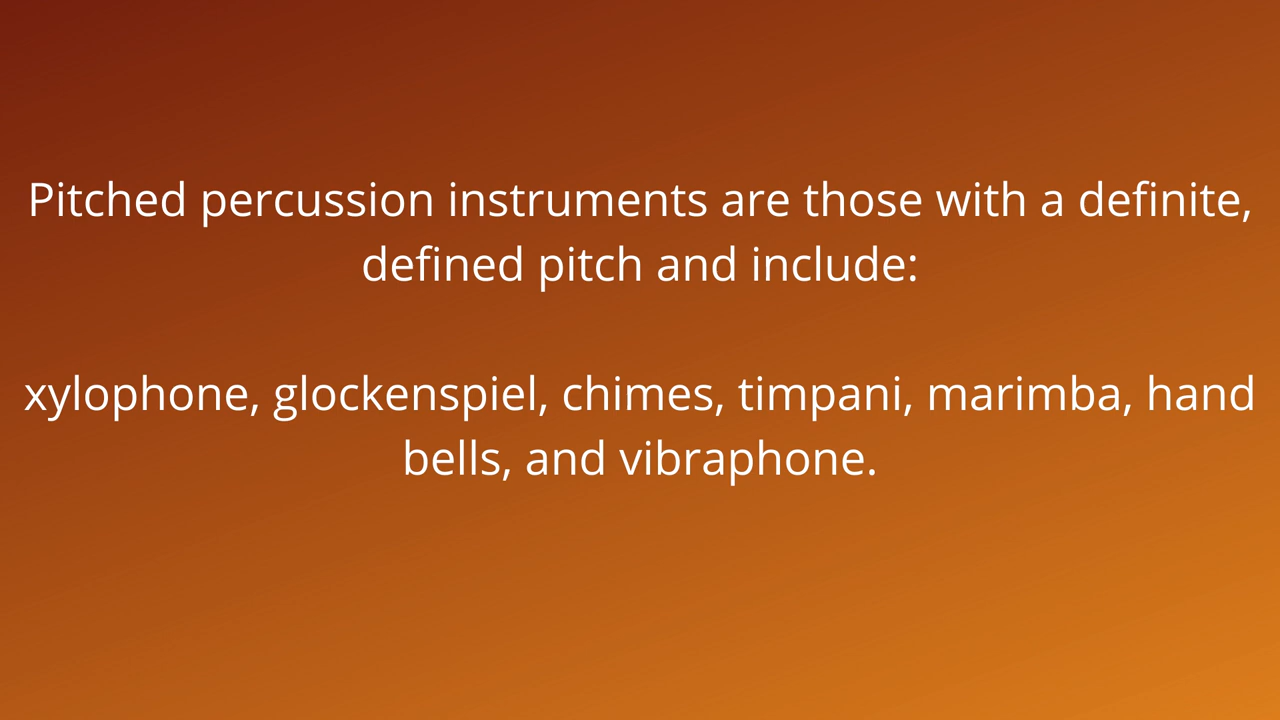 Pitched percussion instruments are those with a definite,
defined pitch and include:
xylophone, glockenspiel, chimes, timpani, marimba, hand
bells, and vibraphone.